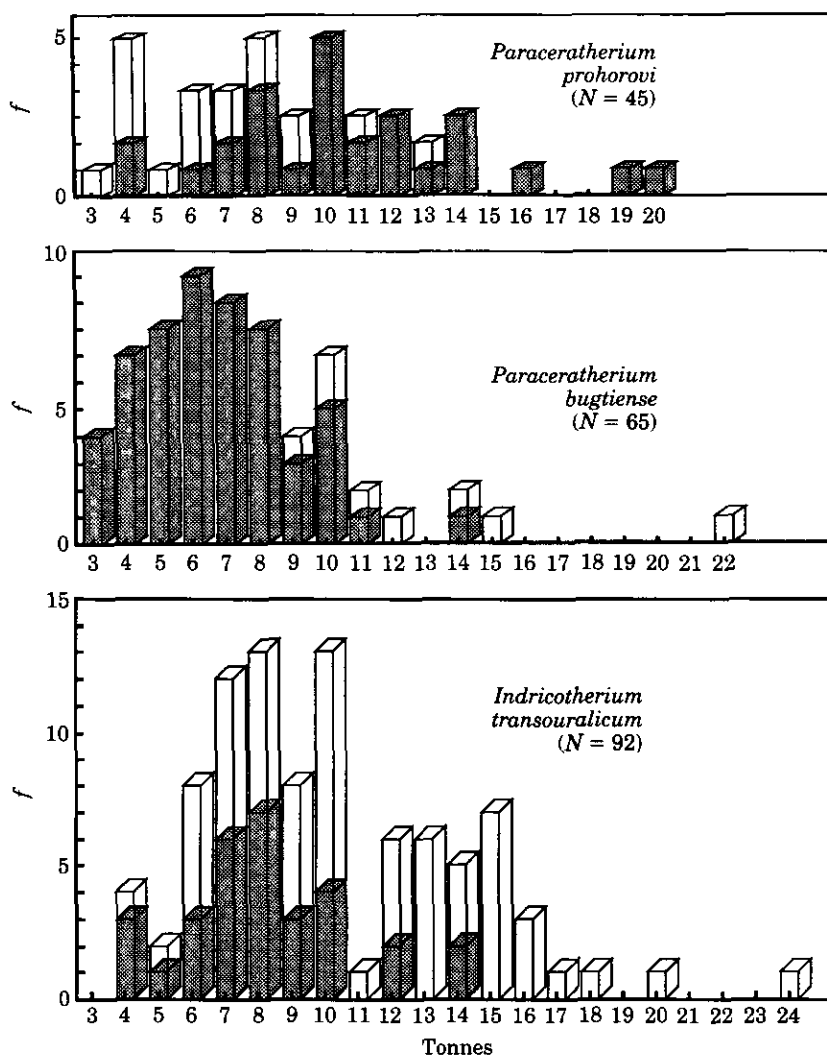 5
f
0
Paraceratherium
prohorovi
(N = 45)
3 4 5 6 7 8 9 10 11 12 13 14 15 16 17 18 19 20
10
5
f
0
Paraceratherium
bugtiense
(N = 65)
3 4 5 6 7 8 9 10 11 12 13 14 15 16 17 18 19 20 21 22
15
10
f
5
0
Indricotherium
transouralicum
(N = 92)
3 4 5 6 7 8 9 10 11 12 13 14 15 16 17 18 19 20 21 22 23 24
Tonnes